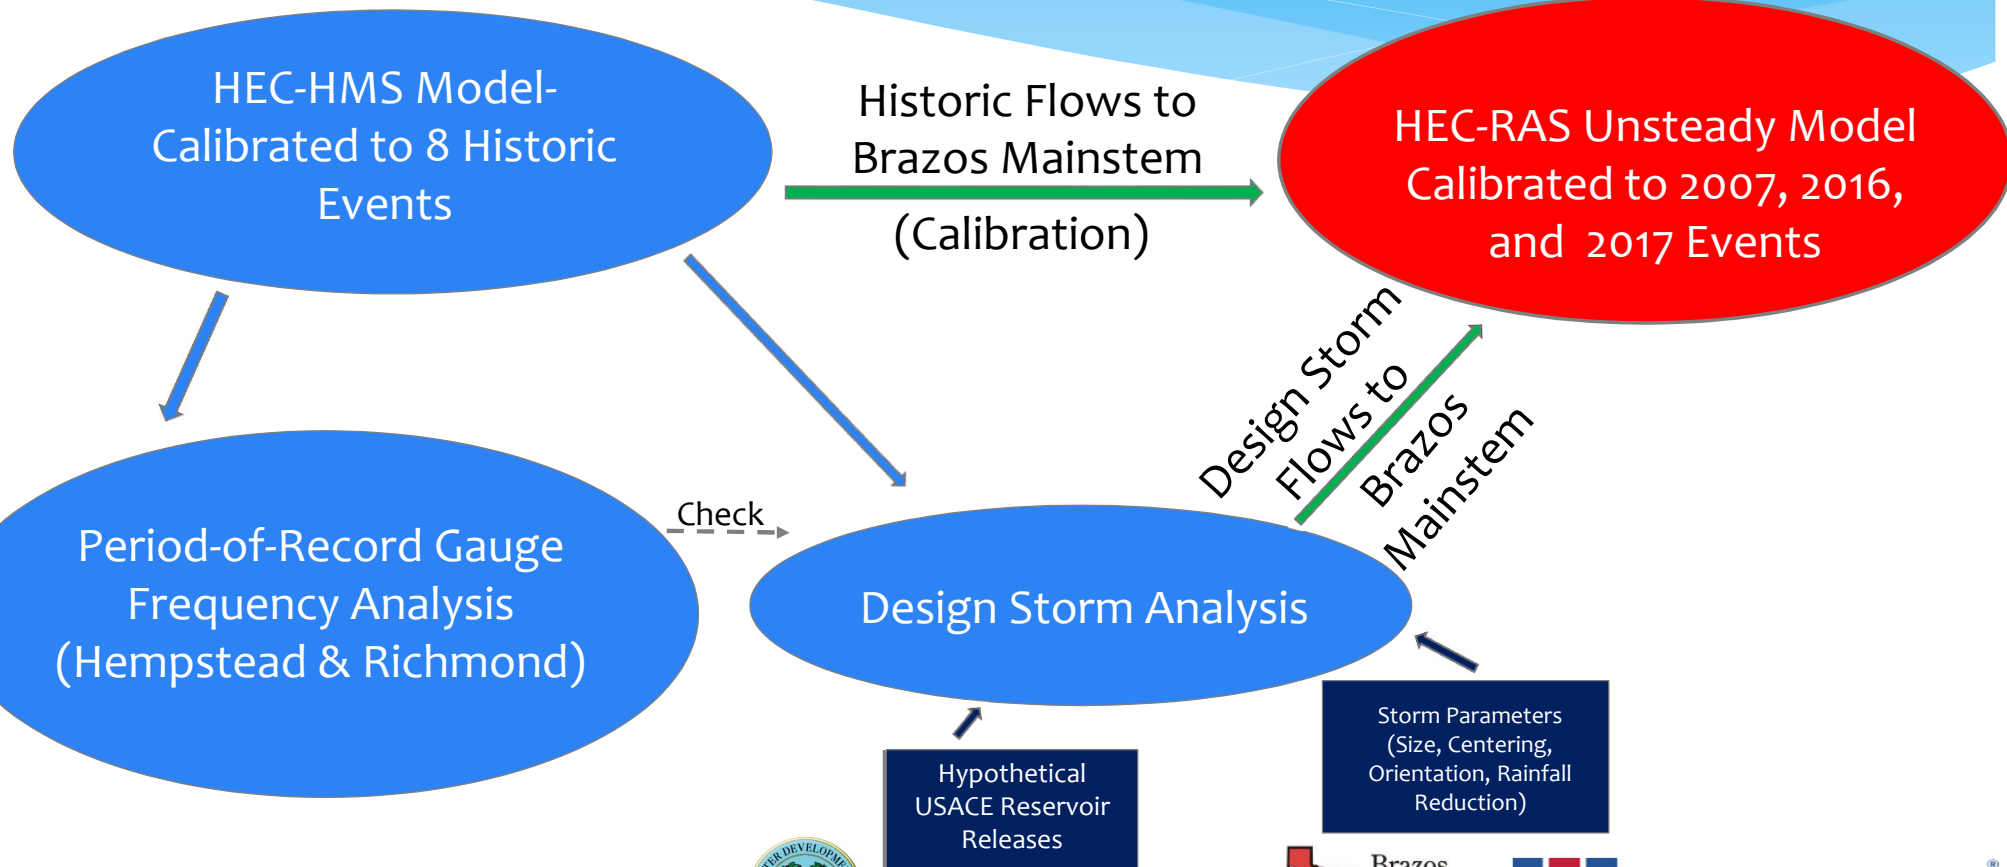 HEC-HMS Model-
Calibrated to 8 Historic
Events
Historic Flows to
Brazos Mainstem
(Calibration)
HEC-RAS Unsteady Model
Calibrated to 2007, 2016,
and 2017 Events
Design Storm
Flows to
Brazos
Mainstem
Period-of-Record Gauge
Frequency Analysis
(Hempstead & Richmond)
Check
Design Storm Analysis
Storm Parameters
(Size, Centering,
Orientation, Rainfall
Reduction)
Hypothetical
USACE Reservoir
Releases
Brazos
®